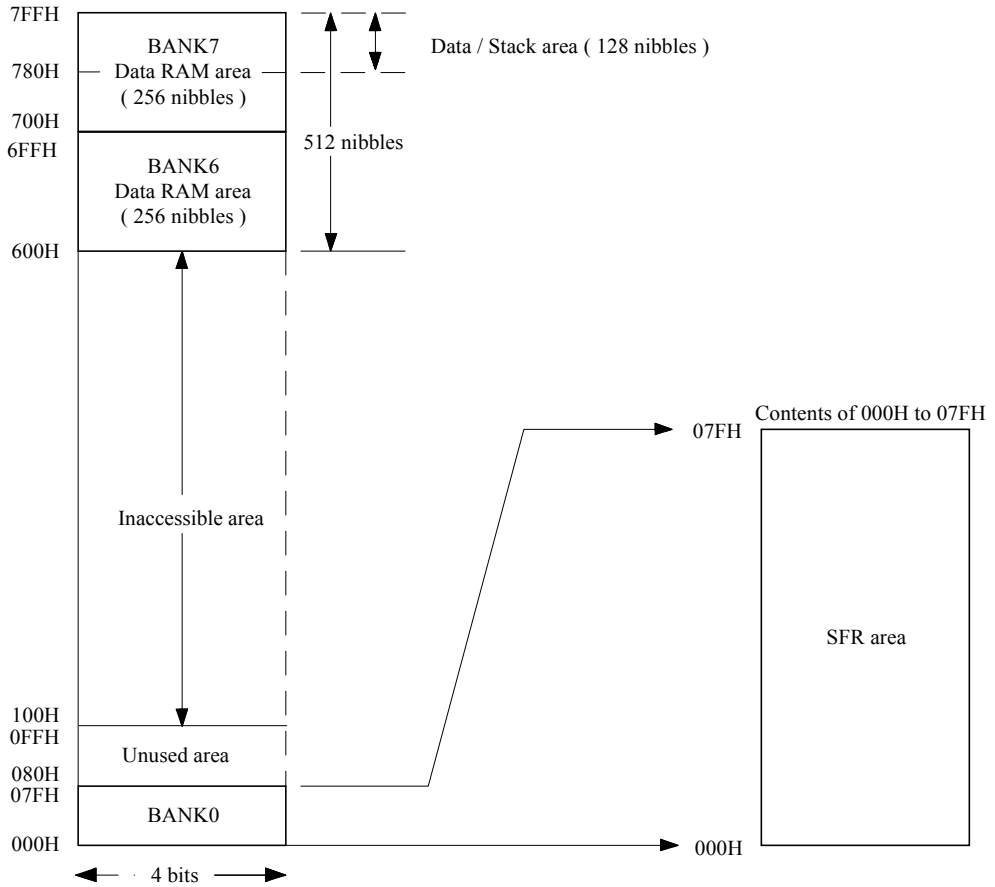 7FFH
BANK7
Data / Stack area ( 128 nibbles )
780H
Data RAM area
( 256 nibbles )
700H
512 nibbles
6FFH
BANK6
Data RAM area
( 256 nibbles )
600H
Contents of 000H to 07FH
07FH
Inaccessible area
SFR area
100H
0FFH
Unused area
080H
07FH
BANK0
000H
000H
4 bits